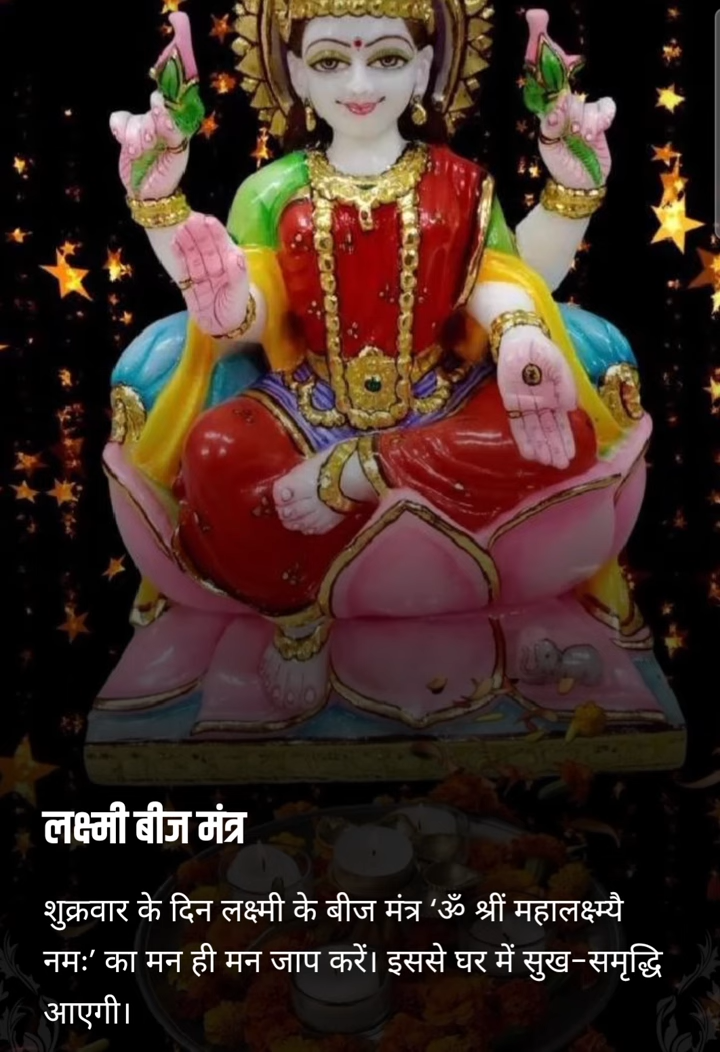 लक्ष्मी बीज मंत्र
शुक्रवार के दिन लक्ष्मी के बीज मंत्र ‘ॐ श्रीं महालक्ष्म्यै
नमः’ का मन ही मन जाप करें। इससे घर में सुख-समृद्धि
आएगी।